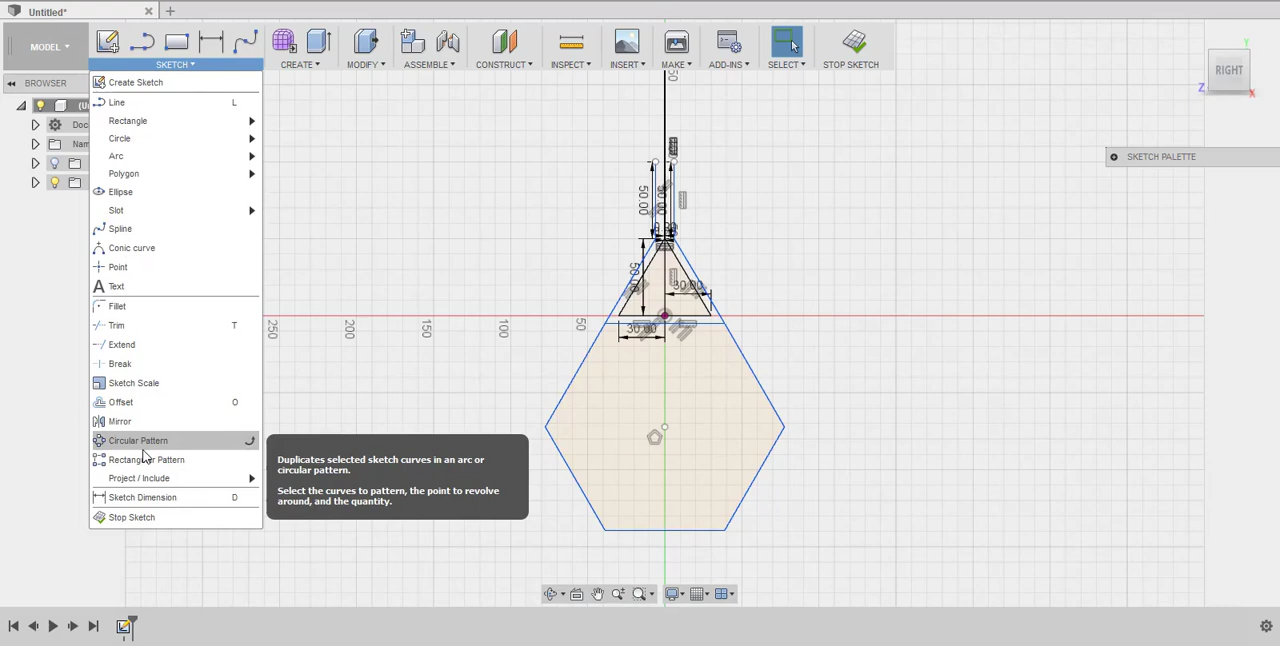 Untitled*
MODEL
SKETCH
CREATE
MODIFY
ASSEMBLE
CONSTRUCT
INSPECT
INSERT
MAKE
ADD-INS
SELECT
STOP SKETCH
BROWSER
Create Sketch
Line L
Rectangle
Circle
Arc
Polygon
Ellipse
Slot
Spline
Conic curve
Point
Text
Fillet
Trim T
Extend
Break
Sketch Scale
Offset O
Mirror
Circular Pattern
Rectangular Pattern
Project / Include
Sketch Dimension D
Stop Sketch
Duplicates selected sketch curves in an arc or
circular pattern.
Select the curves to pattern, the point to revolve
around, and the quantity.
RIGHT
Y
Z
X
SKETCH PALETTE
50
50.00
50.00
30.00
30.00
250
200
150
100
50